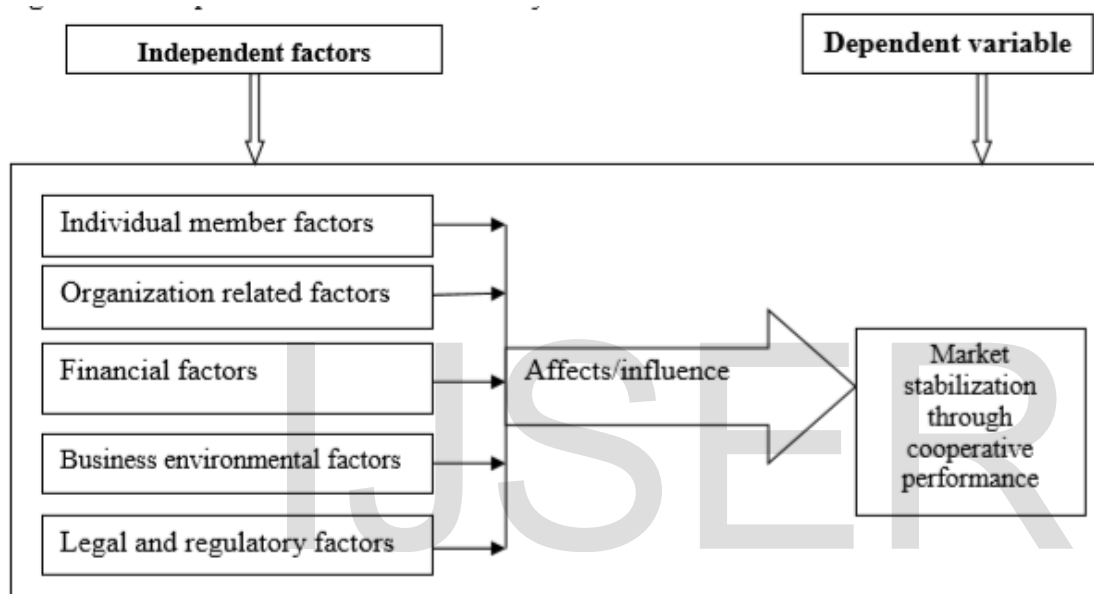 Independent factors
Dependent variable
Individual member factors
Organization related factors
Financial factors
Business environmental factors
Legal and regulatory factors
Affects/influence
Market
stabilization
through
cooperative
performance
IJSER